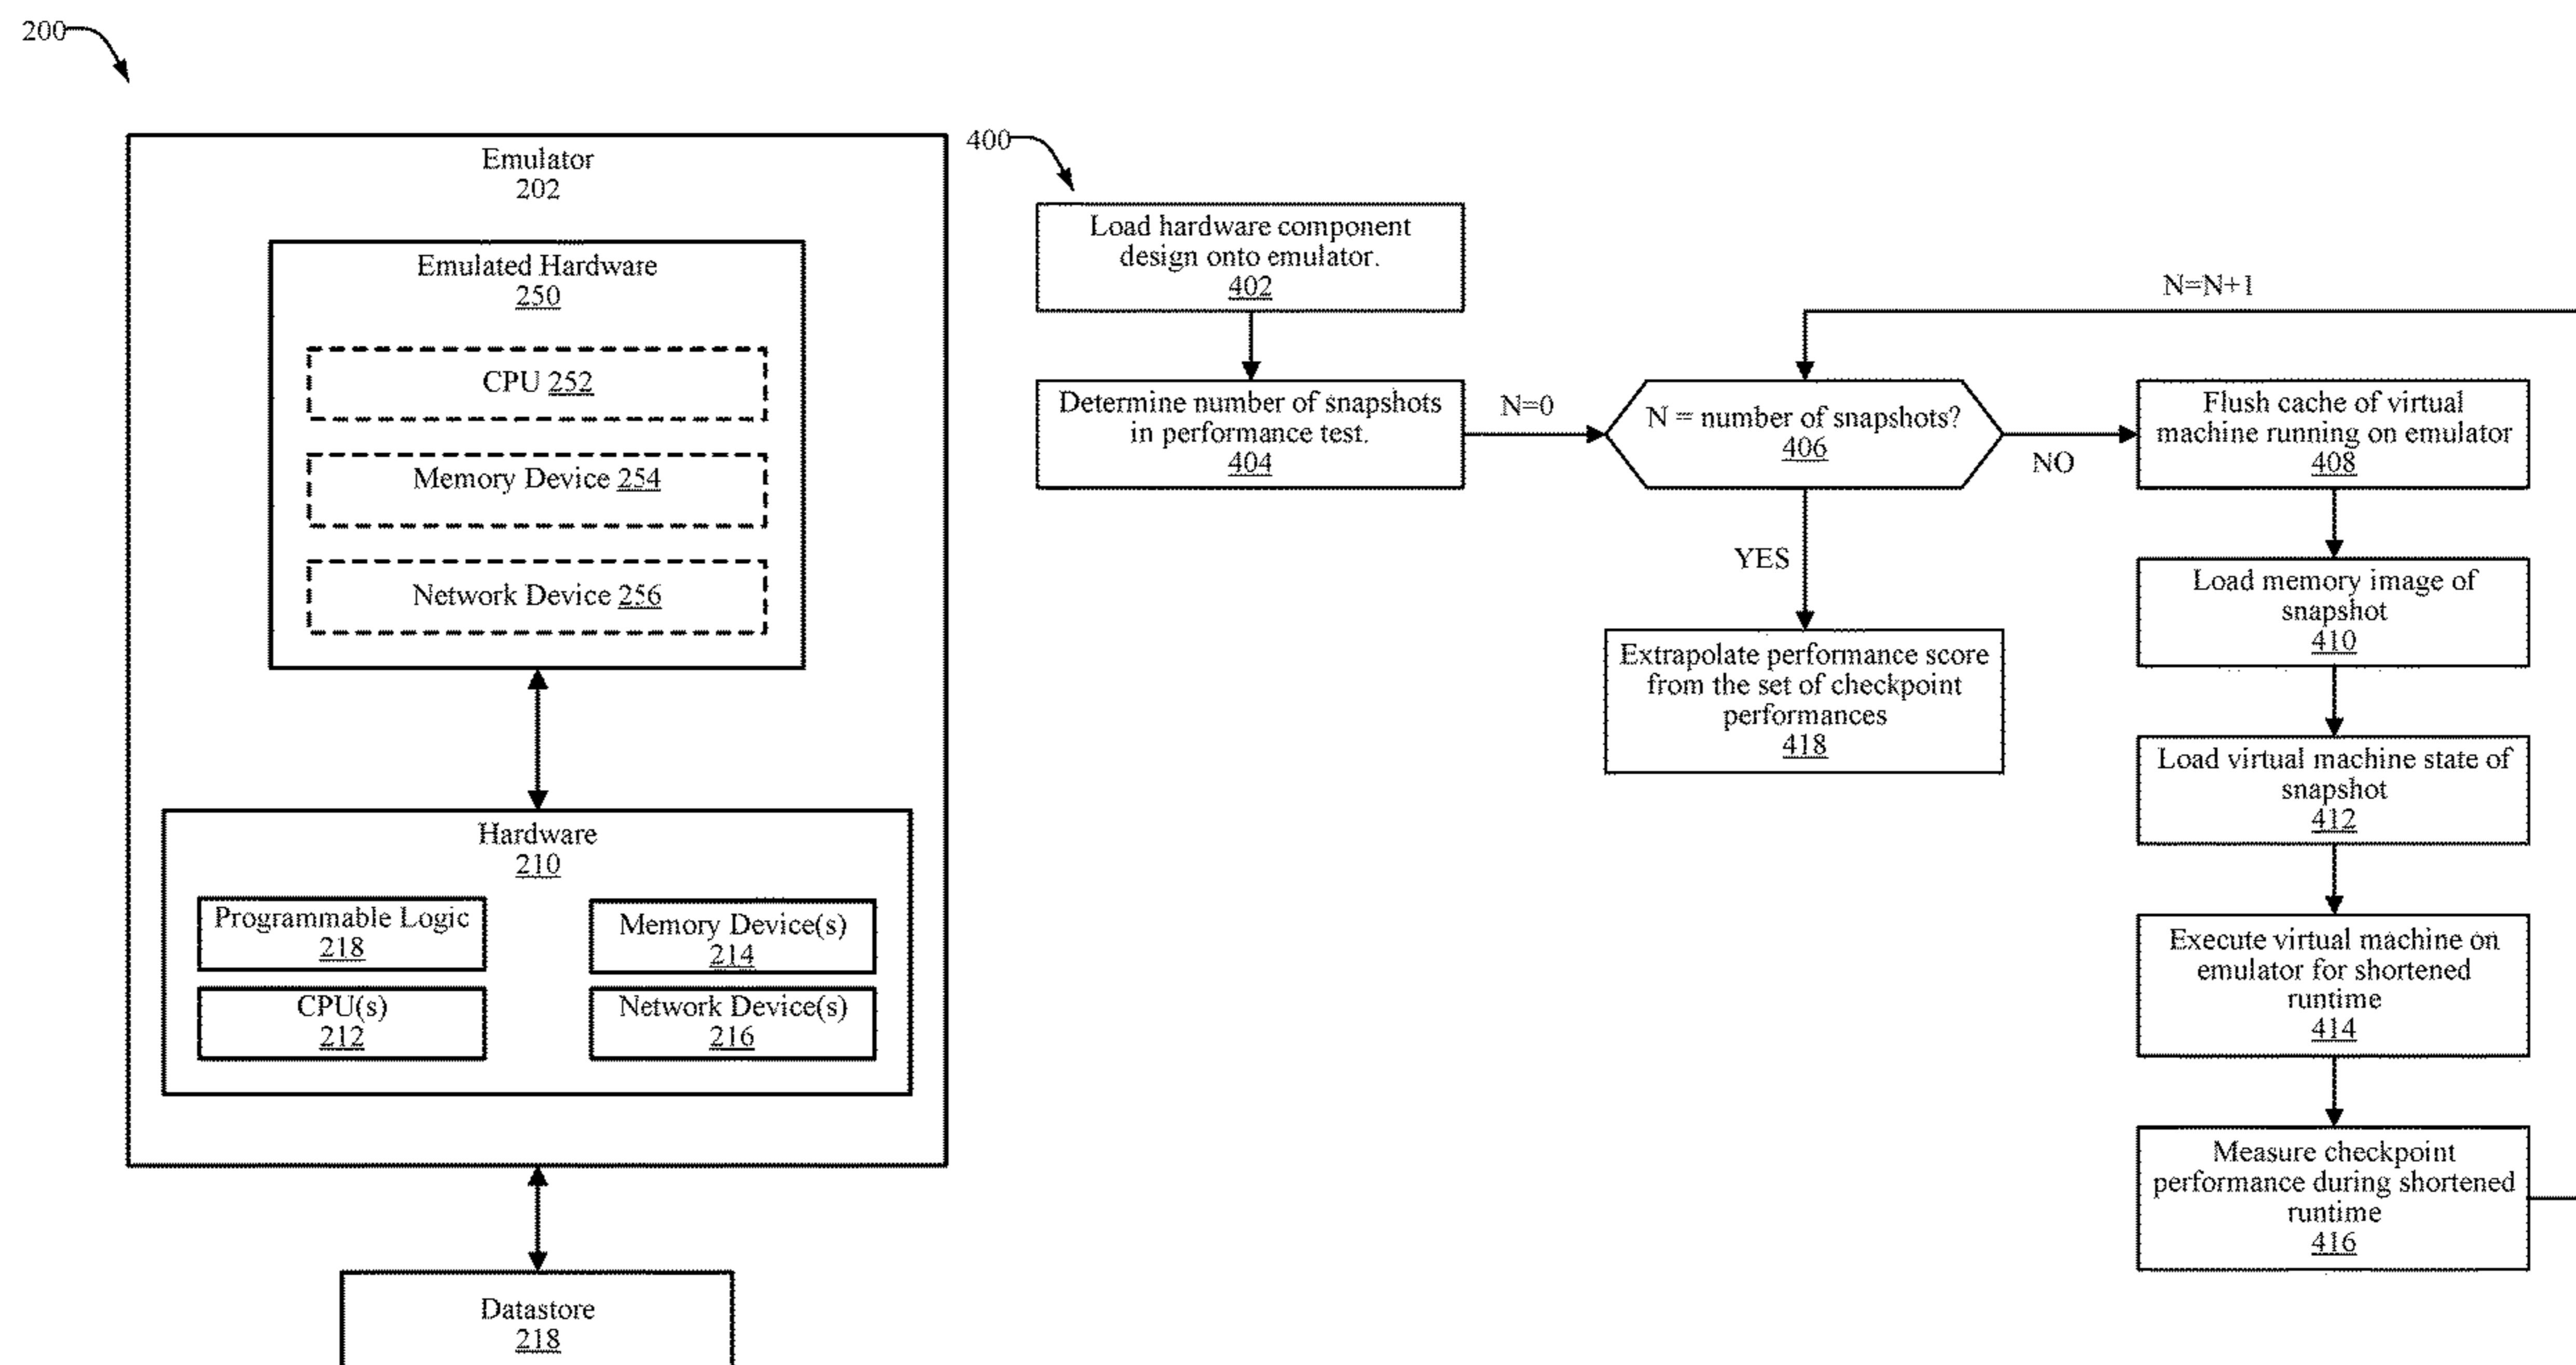 200
Emulator
202
Emulated Hardware
250
CPU 252
Memory Device 254
Network Device 256
Hardware
210
Programmable Logic
218
Memory Device(s)
214
CPU(s)
212
Network Device(s)
216
Datastore
218
400
Load hardware component
design onto emulator.
402
Determine number of snapshots
in performance test.
404
N=0
N = number of snapshots?
406
N=N+1
NO
YES
Extrapolate performance score
from the set of checkpoint
performances
418
Flush cache of virtual
machine running on emulator
408
Load memory image of
snapshot
410
Load virtual machine state of
snapshot
412
Execute virtual machine on
emulator for shortened
runtime
414
Measure checkpoint
performance during shortened
runtime
416